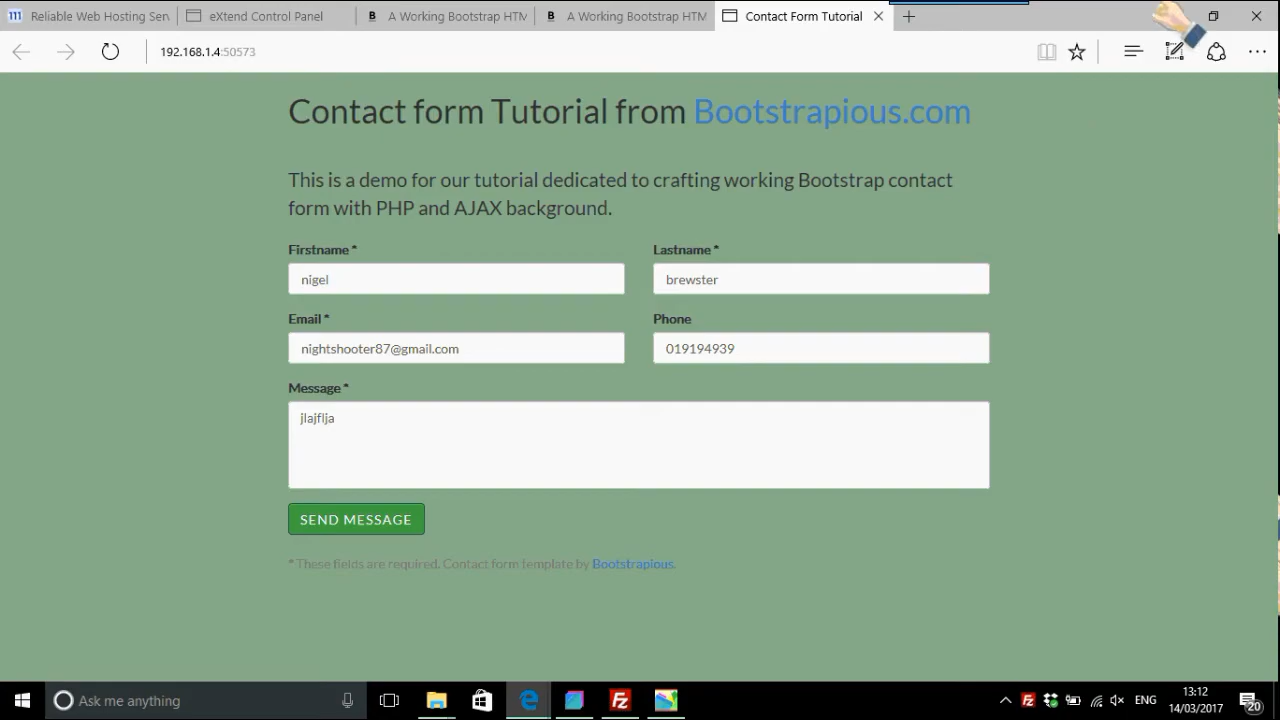 Reliable Web Hosting Serv
eXtend Control Panel
B A Working Bootstrap HTM
B A Working Bootstrap HTM
Contact Form Tutorial
192.168.1.4:50573
Contact form Tutorial from Bootstrapious.com
This is a demo for our tutorial dedicated to crafting working Bootstrap contact
form with PHP and AJAX background.
Firstname * Lastname *
nigel brewster
Email * Phone
nightshooter87@gmail.com 019194939
Message *
jlajflja
SEND MESSAGE
* These fields are required. Contact form template by Bootstrapious.
Ask me anything
ENG
13:12
14/03/2017
20